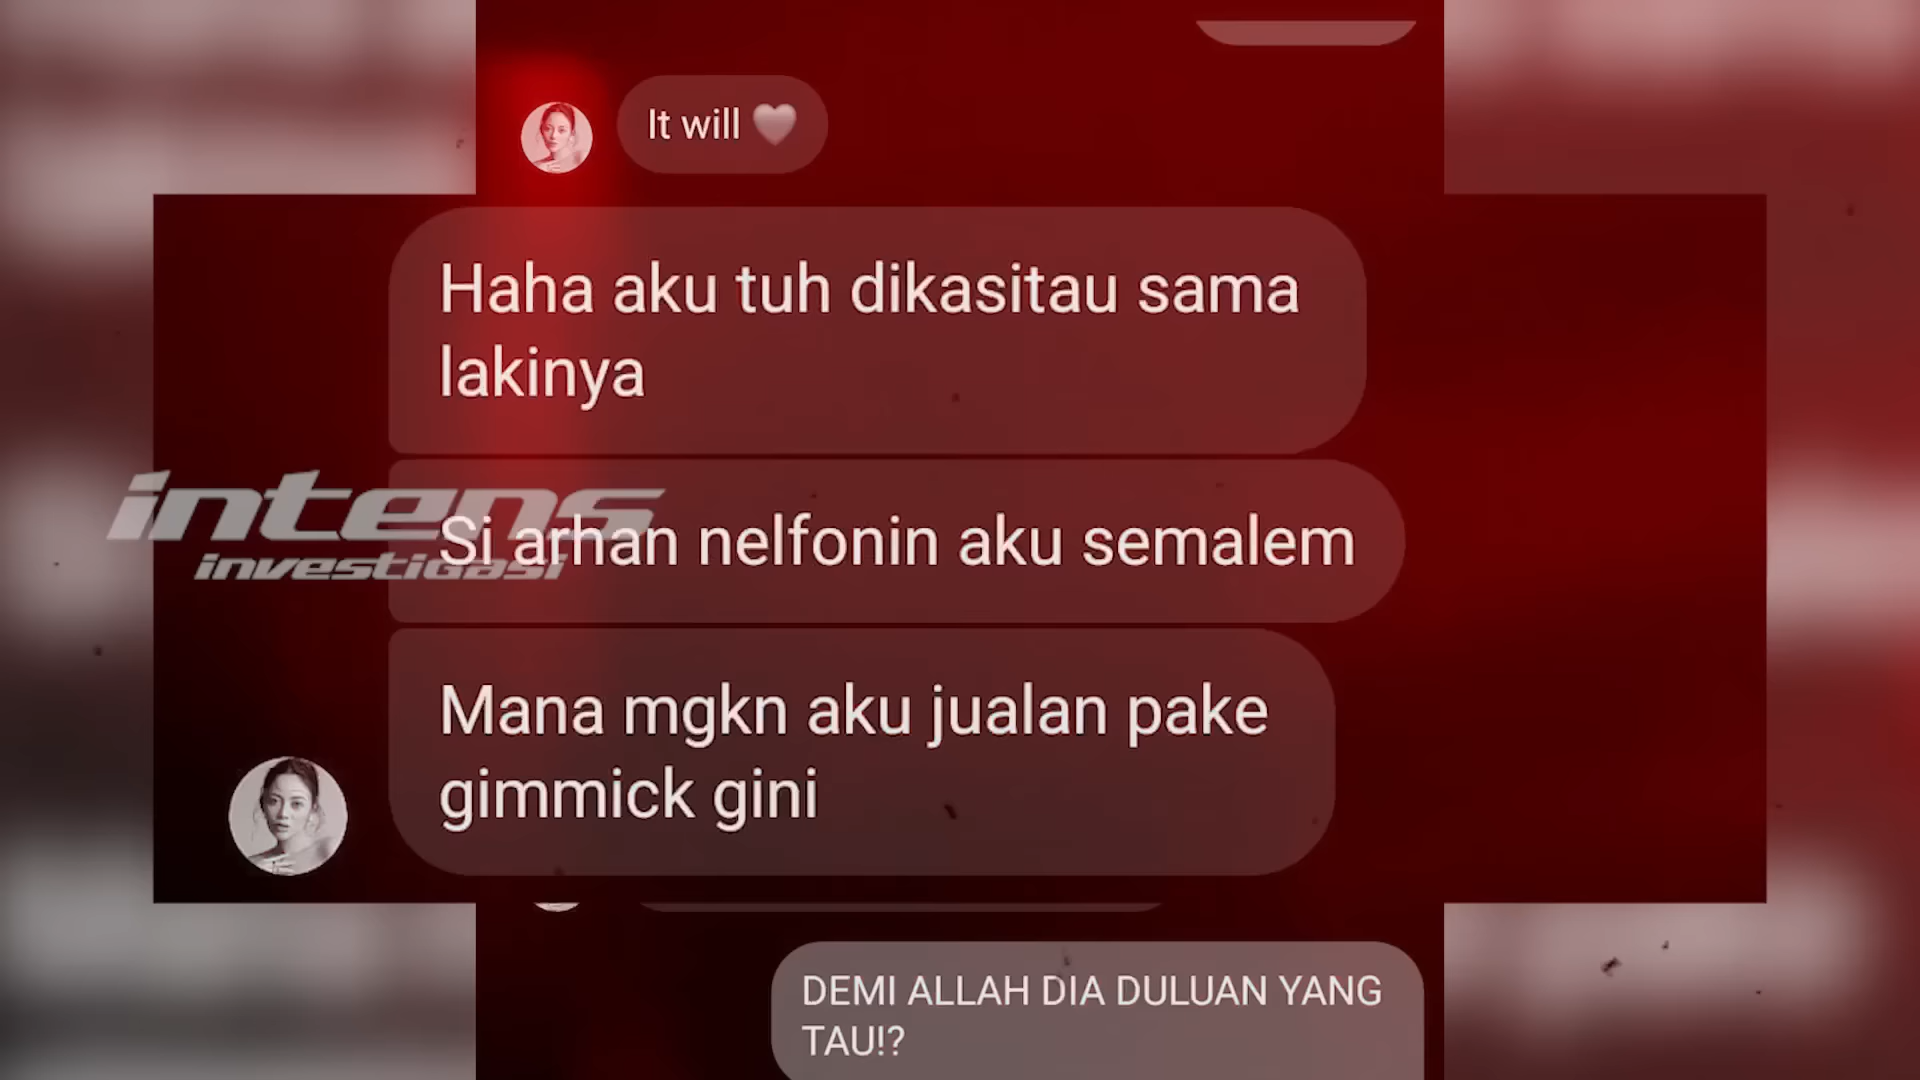 It will 🤍
Haha aku tuh dikasitau sama
lakinya
intens
investigasi
Si arhan nelfonin aku semalem
Mana mgkn aku jualan pake
gimmick gini
DEMI ALLAH DIA DULUAN YANG
TAU!?